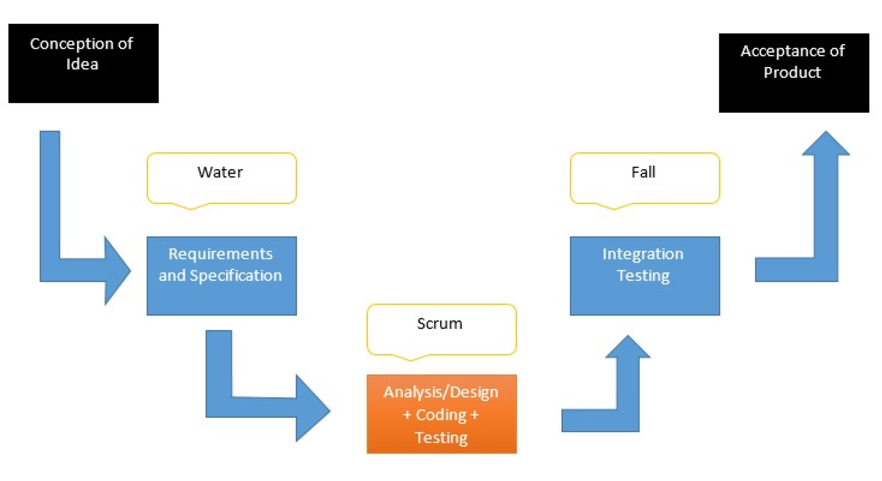 Conception of
Idea
Acceptance of
Product
Water
Fall
Requirements
and Specification
Integration
Testing
Scrum
Analysis/Design
+ Coding +
Testing